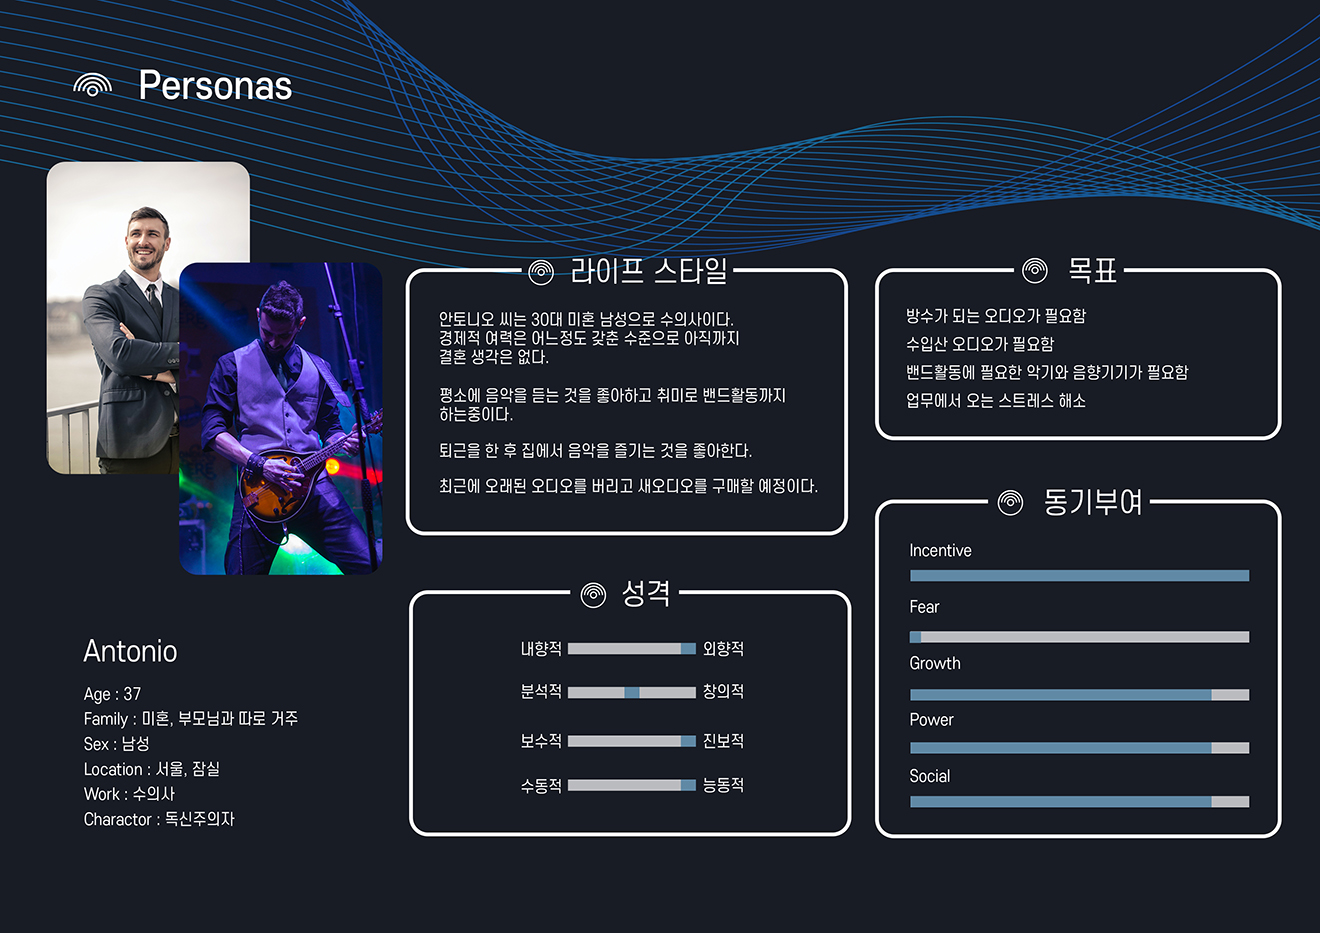 Personas
라이프 스타일
안토니오 씨는 30대 미혼 남성으로 수의사이다.
경제적 여력은 어느정도 갖춘 수준으로 아직까지
결혼 생각은 없다.
평소에 음악을 듣는 것을 좋아하고 취미로 밴드활동까지
하는중이다.
퇴근을 한 후 집에서 음악을 즐기는 것을 좋아한다.
최근에 오래된 오디오를 버리고 새오디오를 구매할 예정이다.
목표
방수가 되는 오디오가 필요함
수입산 오디오가 필요함
밴드활동에 필요한 악기와 음향기기가 필요함
업무에서 오는 스트레스 해소
Antonio
Age : 37
Family : 미혼, 부모님과 따로 거주
Sex : 남성
Location : 서울, 잠실
Work : 수의사
Charactor : 독신주의자
성격
내향적 외향적
분석적 창의적
보수적 진보적
수동적 능동적
동기부여
Incentive
Fear
Growth
Power
Social